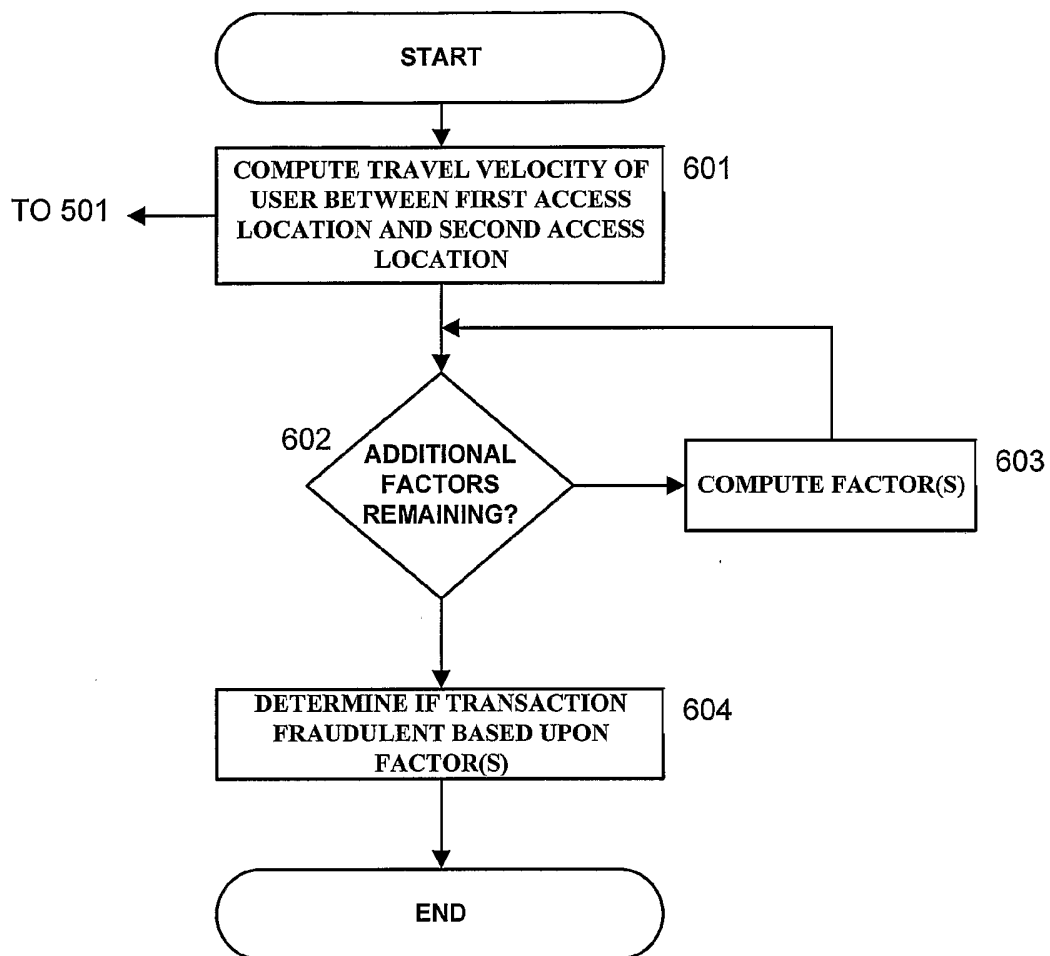 START
COMPUTE TRAVEL VELOCITY OF
USER BETWEEN FIRST ACCESS
LOCATION AND SECOND ACCESS
LOCATION
601
TO 501
602
ADDITIONAL
FACTORS
REMAINING?
COMPUTE FACTOR(S)
603
DETERMINE IF TRANSACTION
FRAUDULENT BASED UPON
FACTOR(S)
604
END